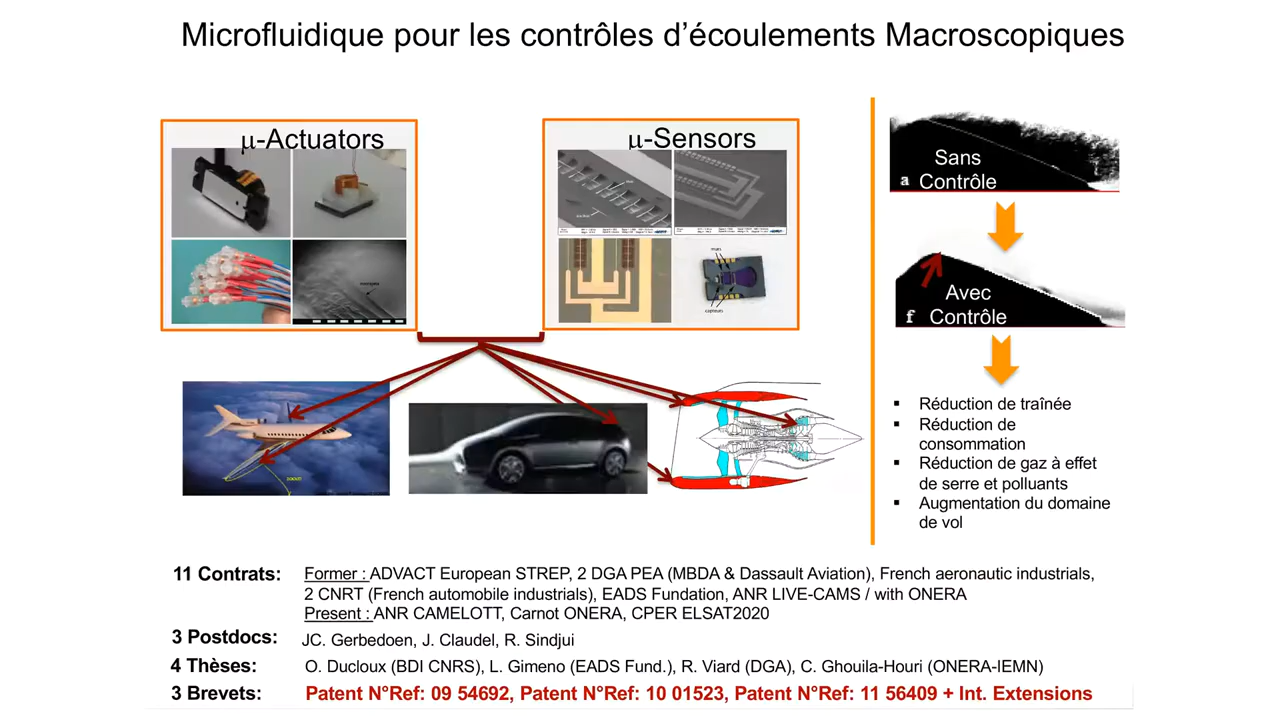 Microfluidique pour les contrôles d’écoulements Macroscopiques
μ-Actuators
μ-Sensors
Sans
a Contrôle
Avec
f Contrôle
▪ Réduction de traînée
▪ Réduction de
consommation
▪ Réduction de gaz à effet
de serre et polluants
▪ Augmentation du domaine
de vol
11 Contrats: Former : ADVACT European STREP, 2 DGA PEA (MBDA & Dassault Aviation), French aeronautic industrials,
2 CNRT (French automobile industrials), EADS Fundation, ANR LIVE-CAMS / with ONERA
Present : ANR CAMELOTT, Carnot ONERA, CPER ELSAT2020
3 Postdocs: JC. Gerbedoen, J. Claudel, R. Sindjui
4 Thèses: O. Ducloux (BDI CNRS), L. Gimeno (EADS Fund.), R. Viard (DGA), C. Ghouila-Houri (ONERA-IEMN)
3 Brevets: Patent N°Ref: 09 54692, Patent N°Ref: 10 01523, Patent N°Ref: 11 56409 + Int. Extensions